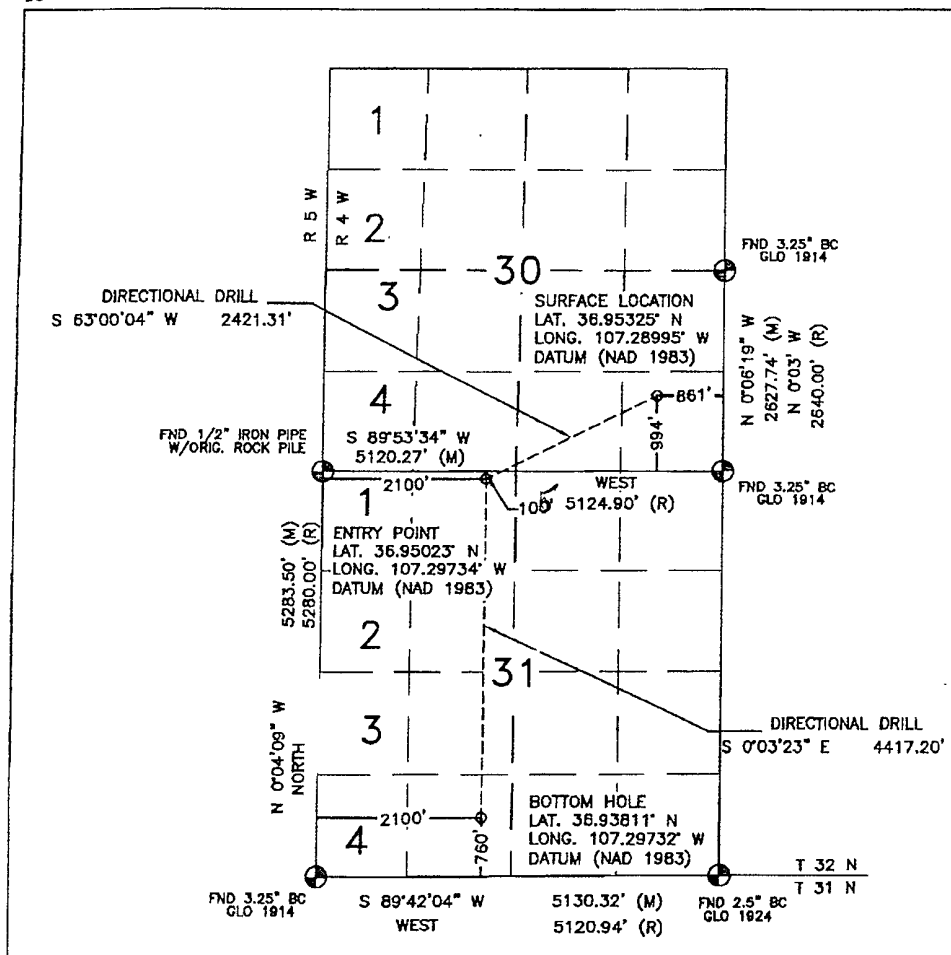 1
R 5 W
R 4 W
2
FND 3.25" BC
GLO 1914
30
3
DIRECTIONAL DRILL
S 63°00'04" W 2421.31'
SURFACE LOCATION
LAT. 36.95325° N
LONG. 107.28995° W
DATUM (NAD 1983)
N 0°06'19" W
2627.74' (M)
N 0°03' W
2640.00' (R)
861'
994'
4
FND 1/2" IRON PIPE
W/ORIG. ROCK PILE
S 89°53'34" W
5120.27' (M)
2100'
100'
WEST
5124.90' (R)
FND 3.25" BC
GLO 1914
1
ENTRY POINT
LAT. 36.95023° N
LONG. 107.29734° W
DATUM (NAD 1983)
5283.50' (M)
5280.00' (R)
2
31
3
DIRECTIONAL DRILL
S 0°03'23" E 4417.20'
N 0°04'09" W
NORTH
BOTTOM HOLE
LAT. 36.93811° N
LONG. 107.29732° W
DATUM (NAD 1983)
2100'
760'
4
T 32 N
T 31 N
FND 3.25" BC
GLO 1914
S 89°42'04" W 5130.32' (M)
WEST 5120.94' (R)
FND 2.5" BC
GLO 1924